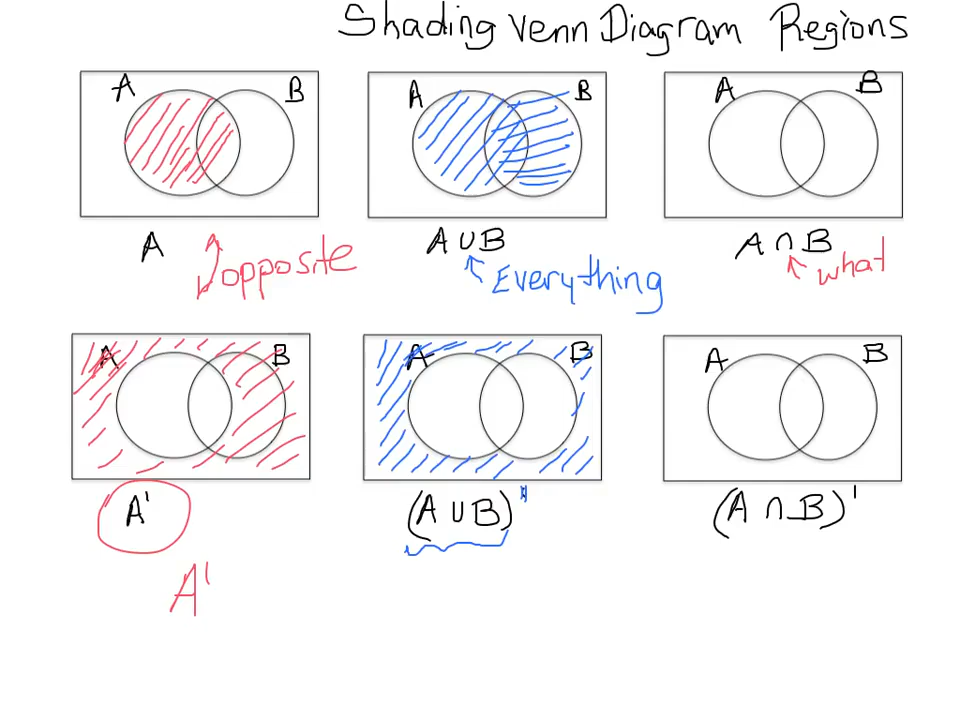 Shading Venn Diagram Regions
A B
A B
A B
A
opposite
A ∪ B
Everything
A ∩ B
what
A B
A B
A B
A'
(A ∪ B)'
(A ∩ B)'
A'